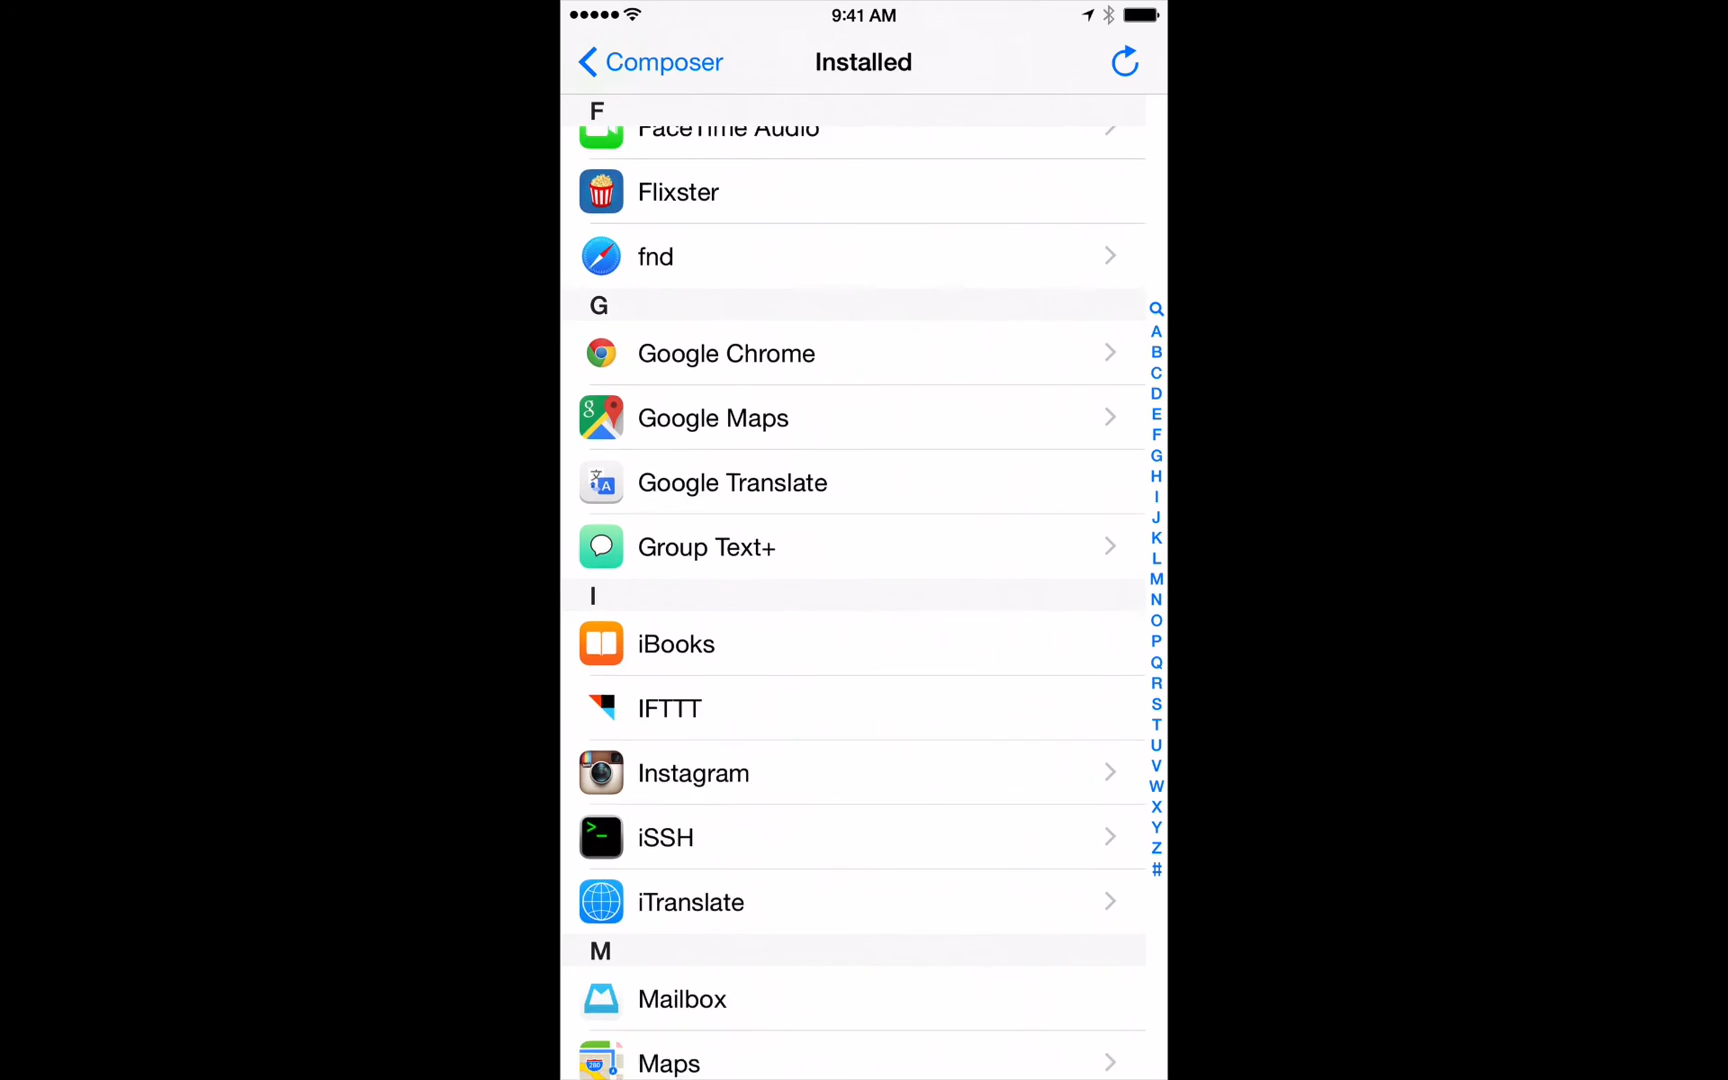 9:41 AM
Composer
Installed
F
FaceTime Audio
Flixster
fnd
G
Google Chrome
Google Maps
Google Translate
Group Text+
I
iBooks
IFTTT
Instagram
iSSH
iTranslate
M
Mailbox
Maps
A
B
C
D
E
F
G
H
I
J
K
L
M
N
O
P
Q
R
S
T
U
V
W
X
Y
Z
#